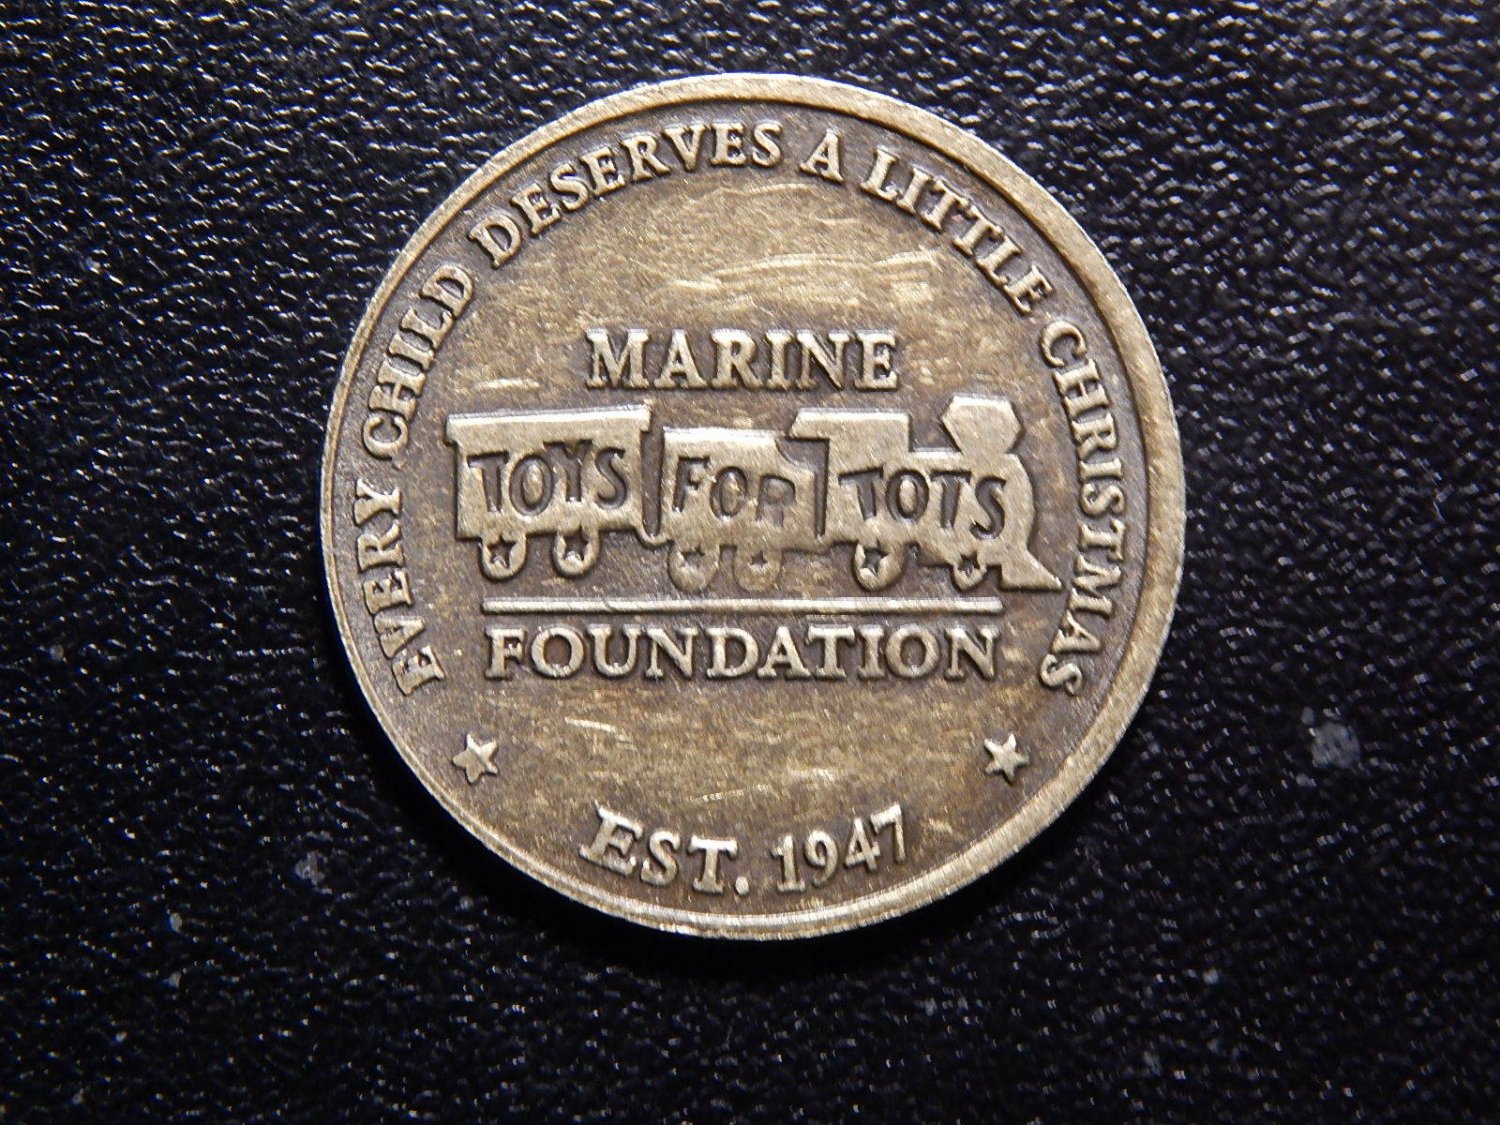 EVERY CHILD DESERVES A LITTLE CHRISTMAS
MARINE
TOYS FOR TOTS
FOUNDATION
EST. 1947